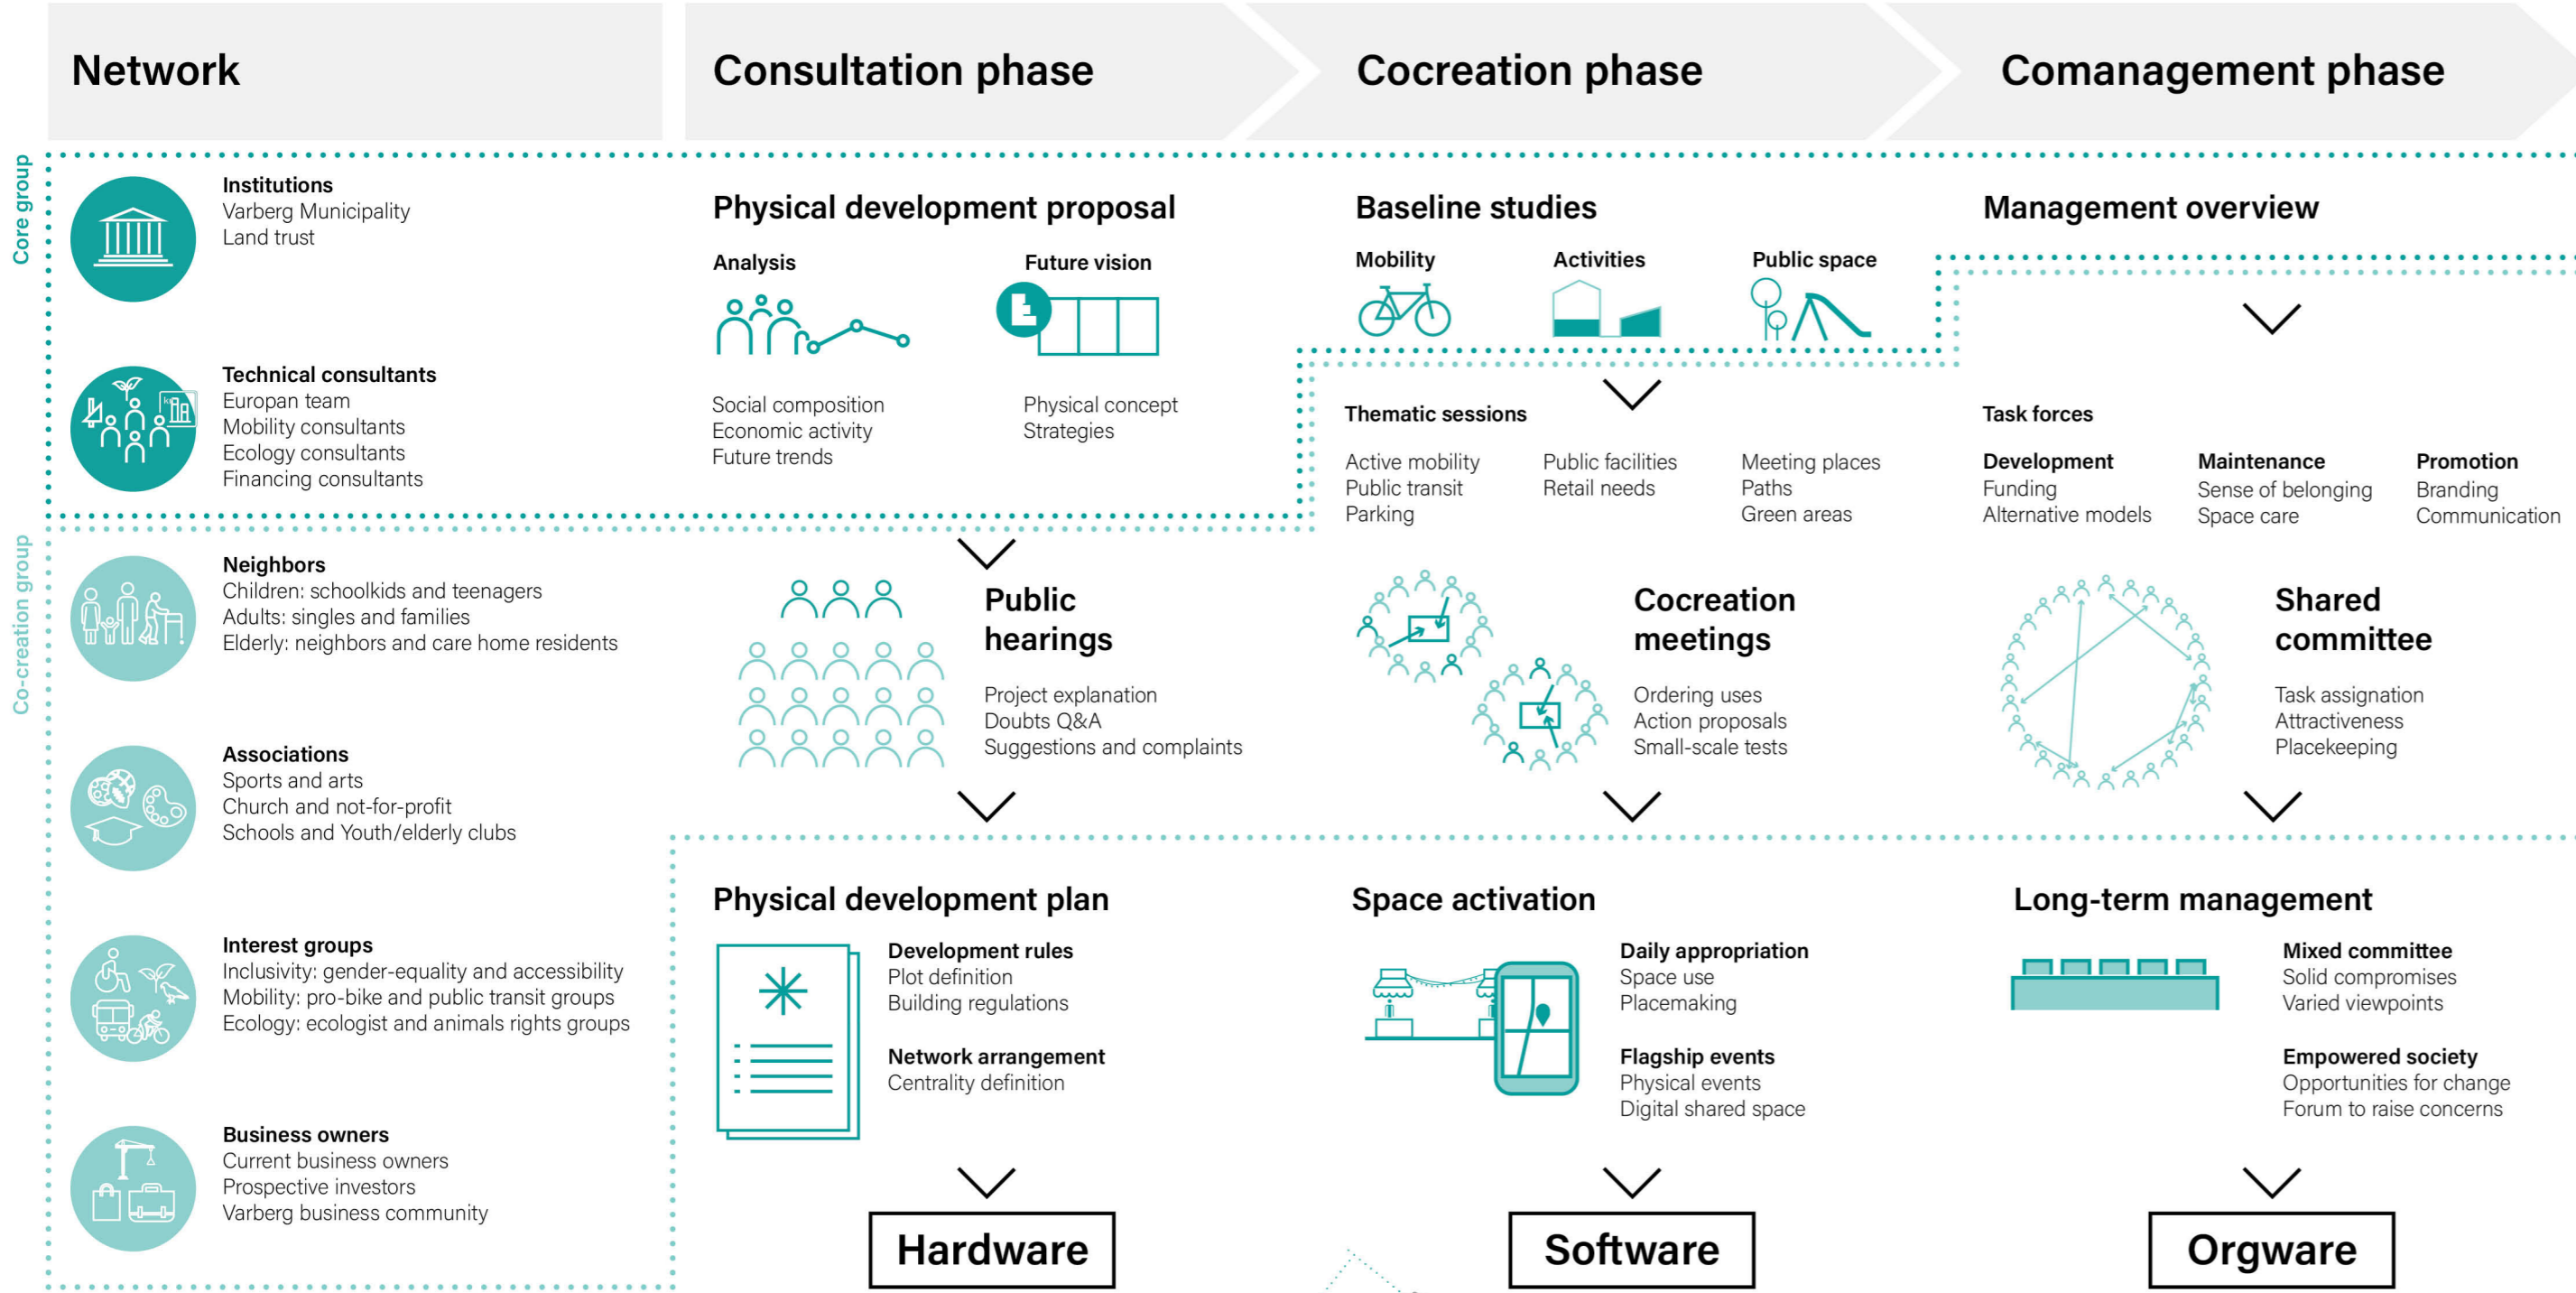 Network
Consultation phase
Cocreation phase
Comanagement phase
Core group
Institutions
Varberg Municipality
Land trust
Technical consultants
Europan team
Mobility consultants
Ecology consultants
Financing consultants
Co-creation group
Neighbors
Children: schoolkids and teenagers
Adults: singles and families
Elderly: neighbors and care home residents
Associations
Sports and arts
Church and not-for-profit
Schools and Youth/elderly clubs
Interest groups
Inclusivity: gender-equality and accessibility
Mobility: pro-bike and public transit groups
Ecology: ecologist and animals rights groups
Business owners
Current business owners
Prospective investors
Varberg business community
Physical development proposal
Analysis
Social composition
Economic activity
Future trends
Future vision
Physical concept
Strategies
Public
hearings
Project explanation
Doubts Q&A
Suggestions and complaints
Physical development plan
Development rules
Plot definition
Building regulations
Network arrangement
Centrality definition
Hardware
Baseline studies
Mobility
Activities
Public space
Thematic sessions
Active mobility
Public transit
Parking
Public facilities
Retail needs
Meeting places
Paths
Green areas
Cocreation
meetings
Ordering uses
Action proposals
Small-scale tests
Space activation
Daily appropriation
Space use
Placemaking
Flagship events
Physical events
Digital shared space
Software
Management overview
Task forces
Development
Funding
Alternative models
Maintenance
Sense of belonging
Space care
Promotion
Branding
Communication
Shared
committee
Task assignation
Attractiveness
Placekeeping
Long-term management
Mixed committee
Solid compromises
Varied viewpoints
Empowered society
Opportunities for change
Forum to raise concerns
Orgware